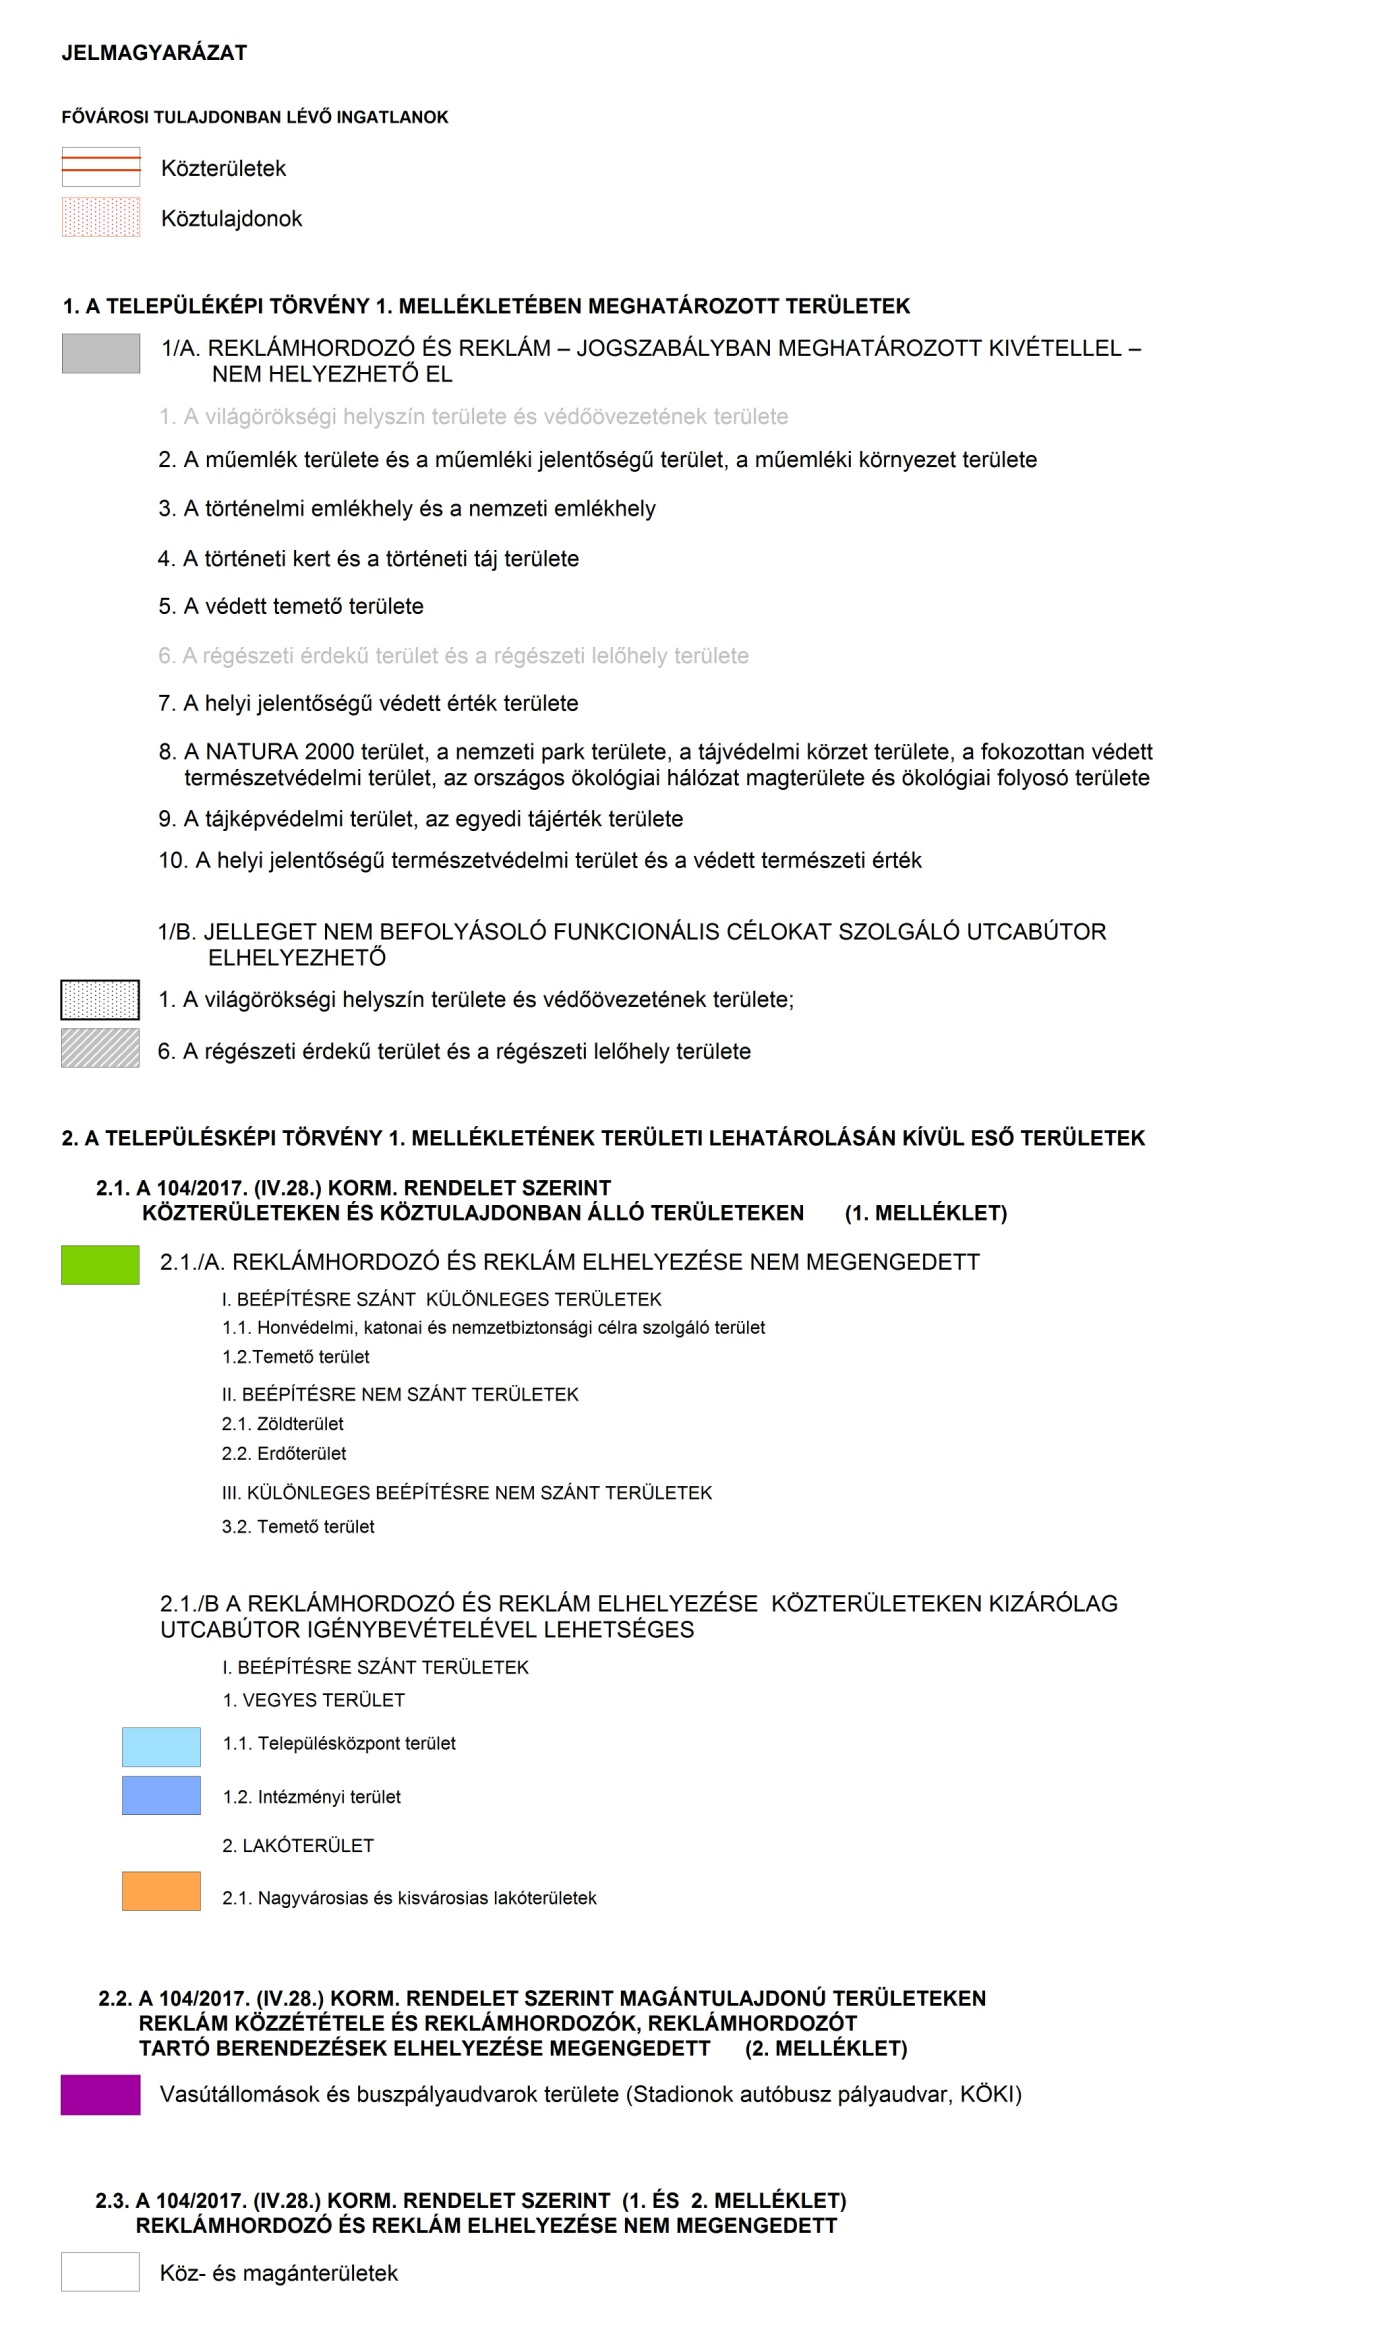 JELMAGYARÁZAT
FŐVÁROSI TULAJDONBAN LÉVŐ INGATLANOK
Közterületek
Köztulajdonok
1. A TELEPÜLÉKÉPI TÖRVÉNY 1. MELLÉKLETÉBEN MEGHATÁROZOTT TERÜLETEK
1/A. REKLÁMHORDOZÓ ÉS REKLÁM – JOGSZABÁLYBAN MEGHATÁROZOTT KIVÉTELLEL –
NEM HELYEZHETŐ EL
1. A világörökségi helyszín területe és védőövezetének területe
2. A műemlék területe és a műemléki jelentőségű terület, a műemléki környezet területe
3. A történelmi emlékhely és a nemzeti emlékhely
4. A történeti kert és a történeti táj területe
5. A védett temető területe
6. A régészeti érdekű terület és a régészeti lelőhely területe
7. A helyi jelentőségű védett érték területe
8. A NATURA 2000 terület, a nemzeti park területe, a tájvédelmi körzet területe, a fokozottan védett
természetvédelmi terület, az országos ökológiai hálózat magterülete és ökológiai folyosó területe
9. A tájképvédelmi terület, az egyedi tájérték területe
10. A helyi jelentőségű természetvédelmi terület és a védett természeti érték
1/B. JELLEGET NEM BEFOLYÁSOLÓ FUNKCIONÁLIS CÉLOKAT SZOLGÁLÓ UTCABÚTOR
ELHELYEZHETŐ
1. A világörökségi helyszín területe és védőövezetének területe;
6. A régészeti érdekű terület és a régészeti lelőhely területe
2. A TELEPÜLÉSKÉPI TÖRVÉNY 1. MELLÉKLETÉNEK TERÜLETI LEHATÁROLÁSÁN KÍVÜL ESŐ TERÜLETEK
2.1. A 104/2017. (IV.28.) KORM. RENDELET SZERINT
KÖZTERÜLETEKEN ÉS KÖZTULAJDONBAN ÁLLÓ TERÜLETEKEN (1. MELLÉKLET)
2.1./A. REKLÁMHORDOZÓ ÉS REKLÁM ELHELYEZÉSE NEM MEGENGEDETT
I. BEÉPÍTÉSRE SZÁNT KÜLÖNLEGES TERÜLETEK
1.1. Honvédelmi, katonai és nemzetbiztonsági célra szolgáló terület
1.2.Temető terület
II. BEÉPÍTÉSRE NEM SZÁNT TERÜLETEK
2.1. Zöldterület
2.2. Erdőterület
III. KÜLÖNLEGES BEÉPÍTÉSRE NEM SZÁNT TERÜLETEK
3.2. Temető terület
2.1./B A REKLÁMHORDOZÓ ÉS REKLÁM ELHELYEZÉSE KÖZTERÜLETEKEN KIZÁRÓLAG
UTCABÚTOR IGÉNYBEVÉTELÉVEL LEHETSÉGES
I. BEÉPÍTÉSRE SZÁNT TERÜLETEK
1. VEGYES TERÜLET
1.1. Településközpont terület
1.2. Intézményi terület
2. LAKÓTERÜLET
2.1. Nagyvárosias és kisvárosias lakóterületek
2.2. A 104/2017. (IV.28.) KORM. RENDELET SZERINT MAGÁNTULAJDONÚ TERÜLETEKEN
REKLÁM KÖZZÉTÉTELE ÉS REKLÁMHORDOZÓK, REKLÁMHORDOZÓT
TARTÓ BERENDEZÉSEK ELHELYEZÉSE MEGENGEDETT (2. MELLÉKLET)
Vasútállomások és buszpályaudvarok területe (Stadionok autóbusz pályaudvar, KÖKI)
2.3. A 104/2017. (IV.28.) KORM. RENDELET SZERINT (1. ÉS 2. MELLÉKLET)
REKLÁMHORDOZÓ ÉS REKLÁM ELHELYEZÉSE NEM MEGENGEDETT
Köz- és magánterületek